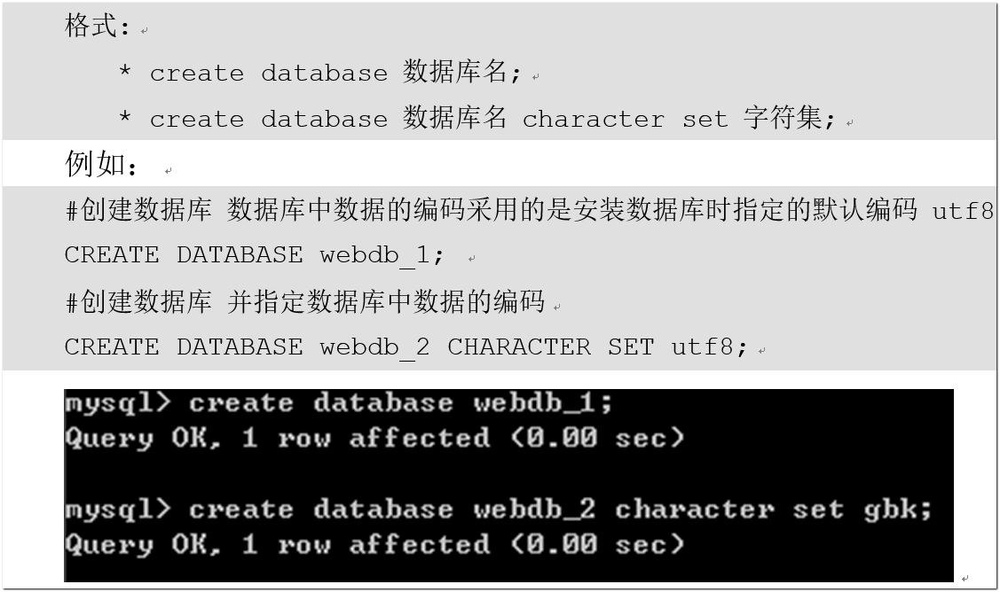 格式：
* create database 数据库名;
* create database 数据库名 character set 字符集;
例如：
#创建数据库 数据库中数据的编码采用的是安装数据库时指定的默认编码 utf8
CREATE DATABASE webdb_1;
#创建数据库 并指定数据库中数据的编码
CREATE DATABASE webdb_2 CHARACTER SET utf8;
mysql> create database webdb_1;
Query OK, 1 row affected (0.00 sec)
mysql> create database webdb_2 character set gbk;
Query OK, 1 row affected (0.00 sec)